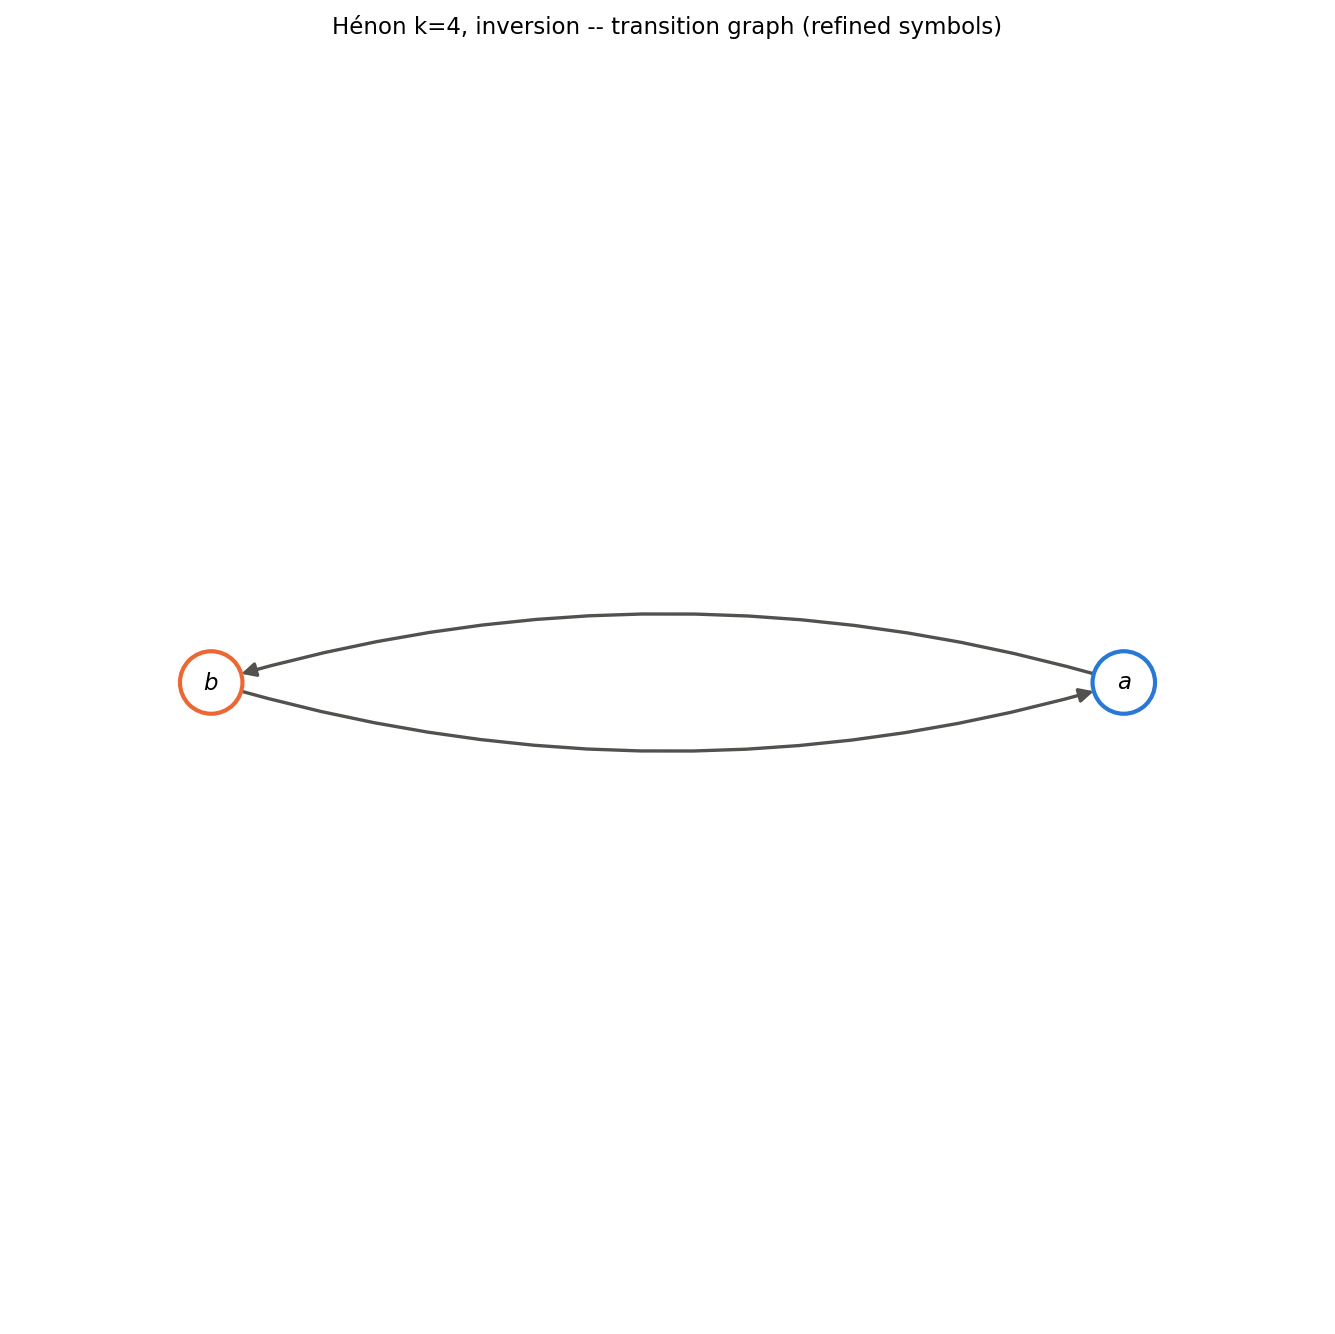 Hénon k=4, inversion -- transition graph (refined symbols)
b
a